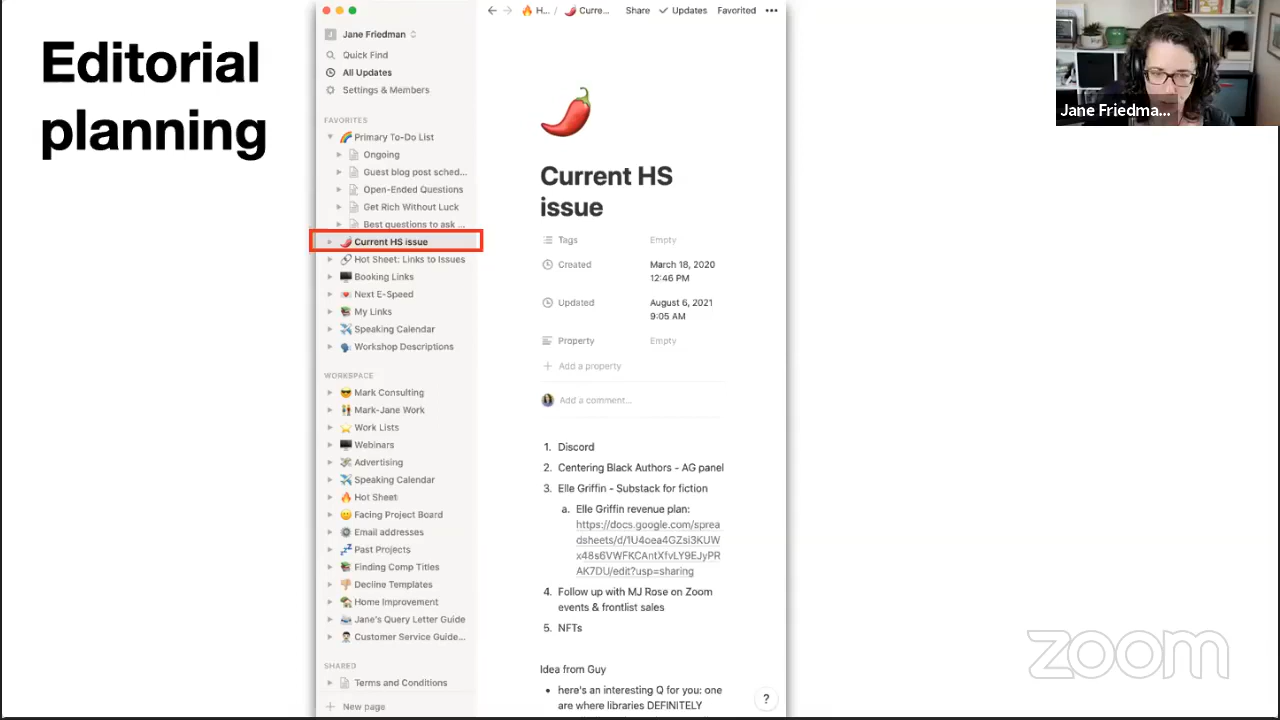 Editorial
planning
Jane Friedman
Quick Find
All Updates
Settings & Members
FAVORITES
Primary To-Do List
Ongoing
Guest blog post sched...
Open-Ended Questions
Get Rich Without Luck
Best questions to ask ...
Current HS issue
Hot Sheet: Links to Issues
Booking Links
Next E-Speed
My Links
Speaking Calendar
Workshop Descriptions
WORKSPACE
Mark Consulting
Mark-Jane Work
Work Lists
Webinars
Advertising
Speaking Calendar
Hot Sheet
Facing Project Board
Email addresses
Past Projects
Finding Comp Titles
Decline Templates
Home Improvement
Jane's Query Letter Guide
Customer Service Guide...
SHARED
Terms and Conditions
New page
H... / Curre... Share Updates Favorited
Current HS
issue
Tags Empty
Created March 18, 2020
12:46 PM
Updated August 6, 2021
9:05 AM
Property Empty
Add a property
Add a comment...
1. Discord
2. Centering Black Authors - AG panel
3. Elle Griffin - Substack for fiction
a. Elle Griffin revenue plan:
https://docs.google.com/sprea
dsheets/d/1U4oea4GZsi3KUW
x48s6VWFKCAntXfvLY9EJyPR
AK7DU/edit?usp=sharing
4. Follow up with MJ Rose on Zoom
events & frontlist sales
5. NFTs
Idea from Guy
• here's an interesting Q for you: one
are where libraries DEFINITELY
?
Jane Friedma...
zoom